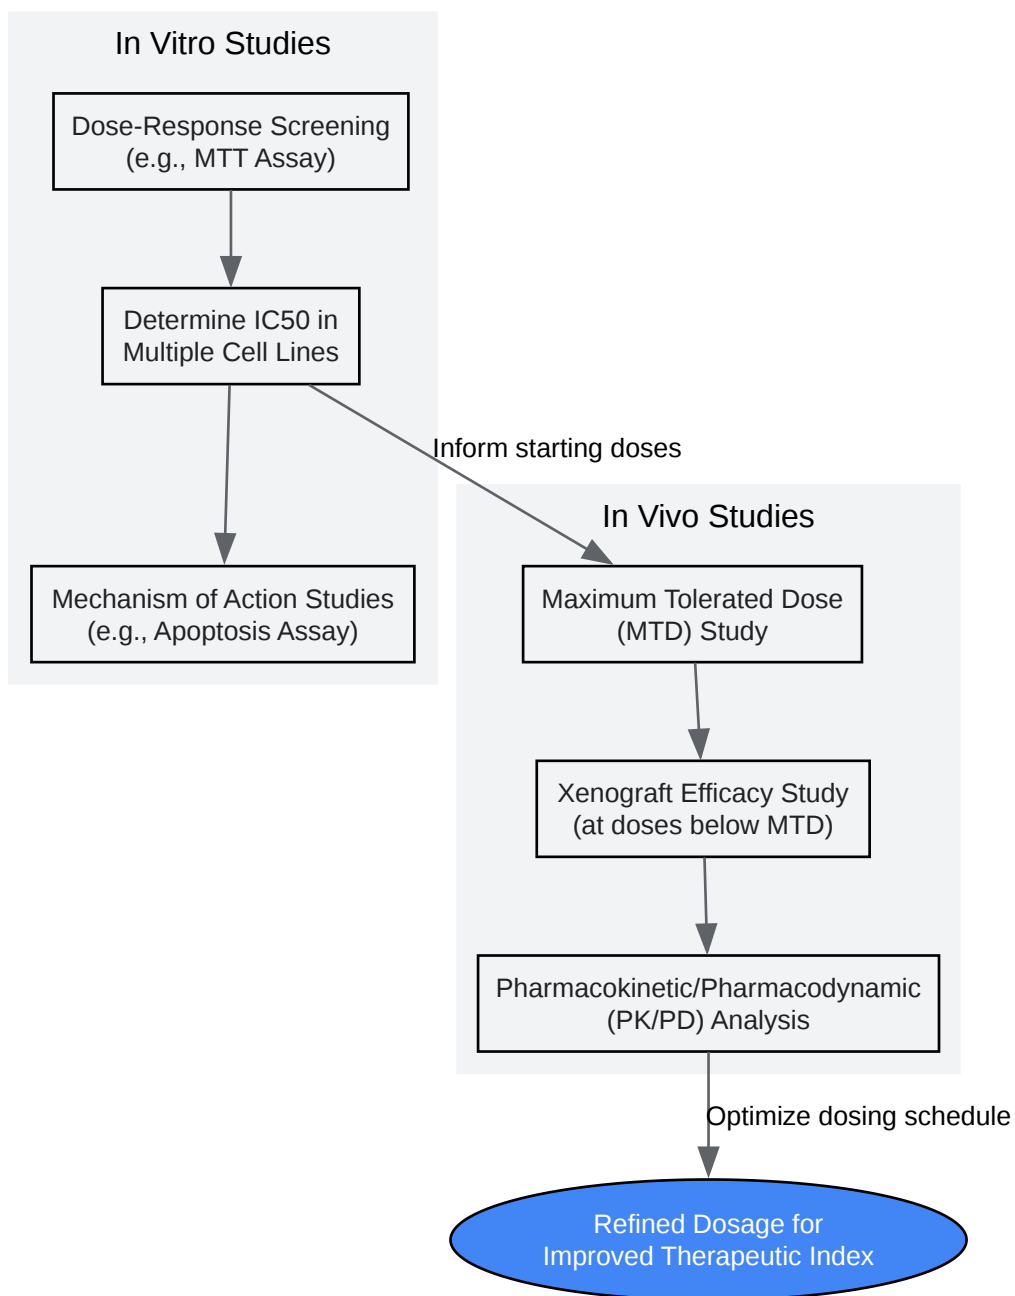 In Vitro Studies
Dose-Response Screening
(e.g., MTT Assay)
Determine IC50 in
Multiple Cell Lines
Inform starting doses
Mechanism of Action Studies
(e.g., Apoptosis Assay)
In Vivo Studies
Maximum Tolerated Dose
(MTD) Study
Xenograft Efficacy Study
(at doses below MTD)
Pharmacokinetic/Pharmacodynamic
(PK/PD) Analysis
Optimize dosing schedule
Refined Dosage for
Improved Therapeutic Index